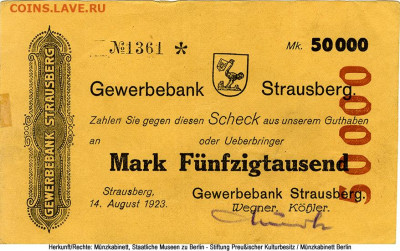 COINS.WWW.RU
№1361 *
Mk. 50000
Gewerbebank Strausberg.
Zahlen Sie gegen diesen Scheck aus unserem Guthaben
an oder Ueberbringer
Mark Fünfzigtausend
Strausberg,
14. August 1923.
Gewerbebank Strausberg.
Wegner. Kößler.
GEWERBEBANK STRAUSBERG
50000
Herkunft/Rechte: Münzkabinett, Staatliche Museen zu Berlin - Stiftung Preußischer Kulturbesitz / Münzkabinett Berlin